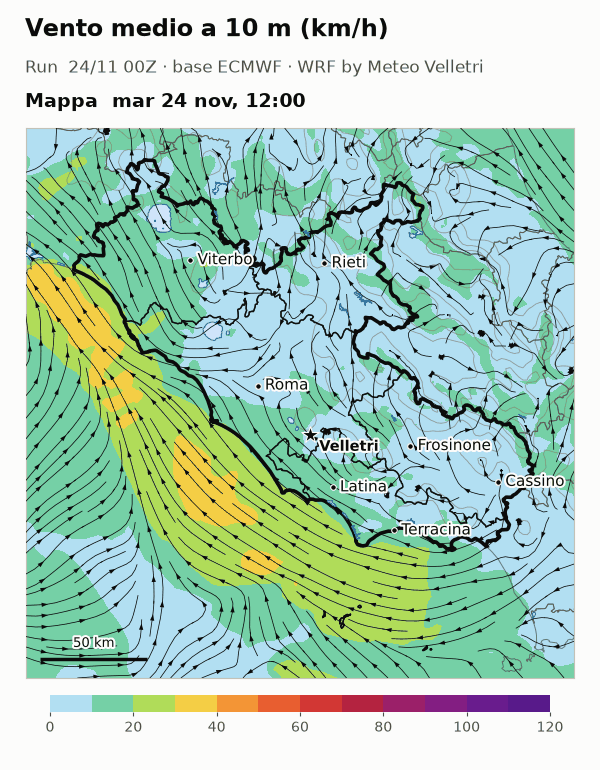 Vento medio a 10 m (km/h)
Run  24/11 00Z · base ECMWF · WRF by Meteo Velletri
Mappa  mar 24 nov, 12:00
Viterbo
Rieti
Roma
Velletri
Frosinone
Cassino
Latina
Terracina
50 km
0 20 40 60 80 100 120